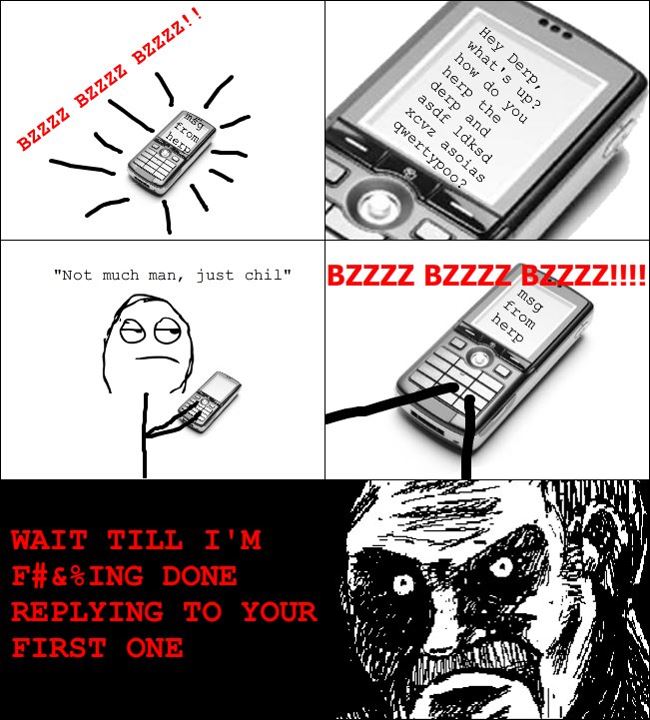 BZZZZ BZZZZ BZZZZ!!
msg
from
herp
Hey Derp,
what's up?
how do you
herp the
derp and
asdf ldksd
xcvz asoias
qwertypoo?
"Not much man, just chil"
BZZZZ BZZZZ BZZZZ!!!!
msg
from
herp
WAIT TILL I'M
F#&%ING DONE
REPLYING TO YOUR
FIRST ONE